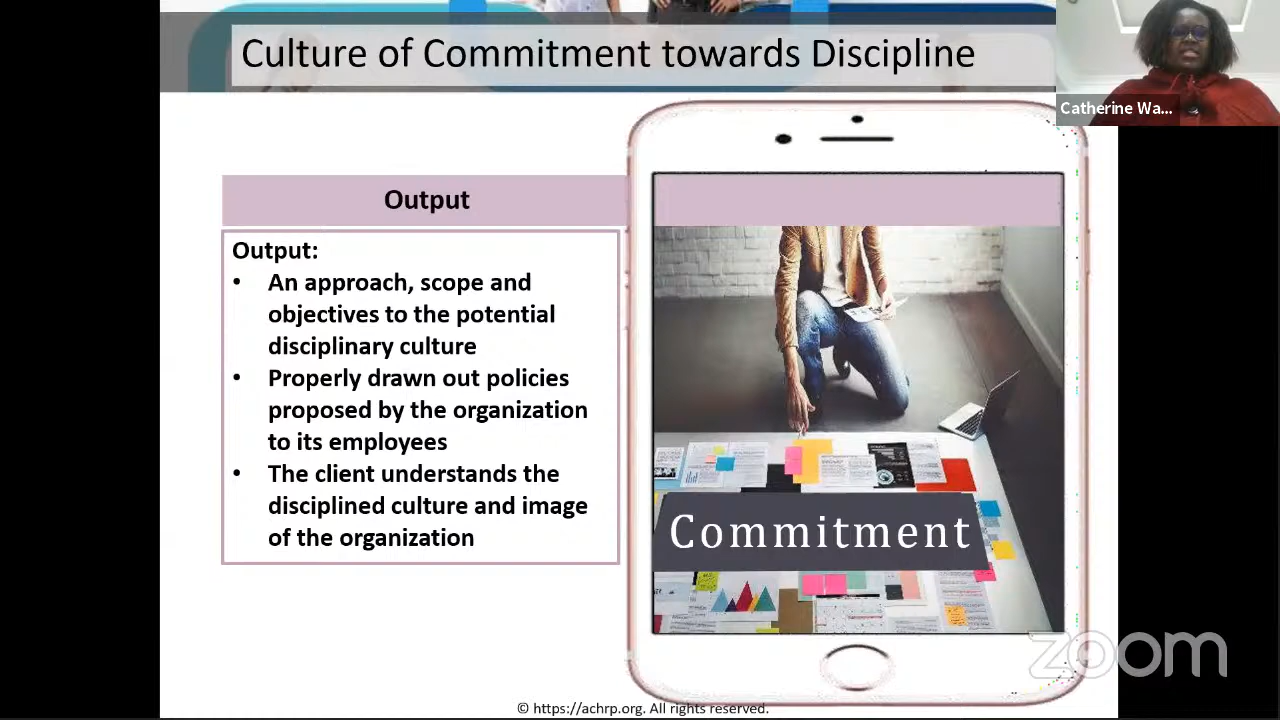 Culture of Commitment towards Discipline
Catherine Wa...
Output
Output:
• An approach, scope and
objectives to the potential
disciplinary culture
• Properly drawn out policies
proposed by the organization
to its employees
• The client understands the
disciplined culture and image
of the organization
Commitment
zoom
© https://achrp.org. All rights reserved.